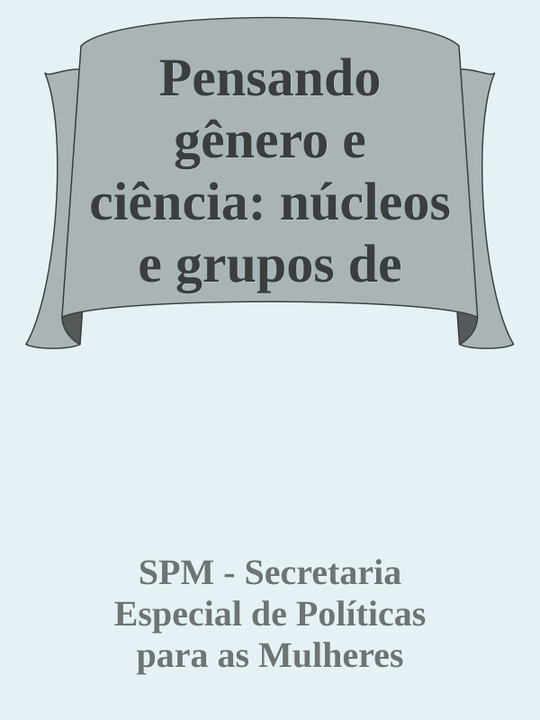 Pensando
gênero e
ciência: núcleos
e grupos de
SPM - Secretaria
Especial de Políticas
para as Mulheres